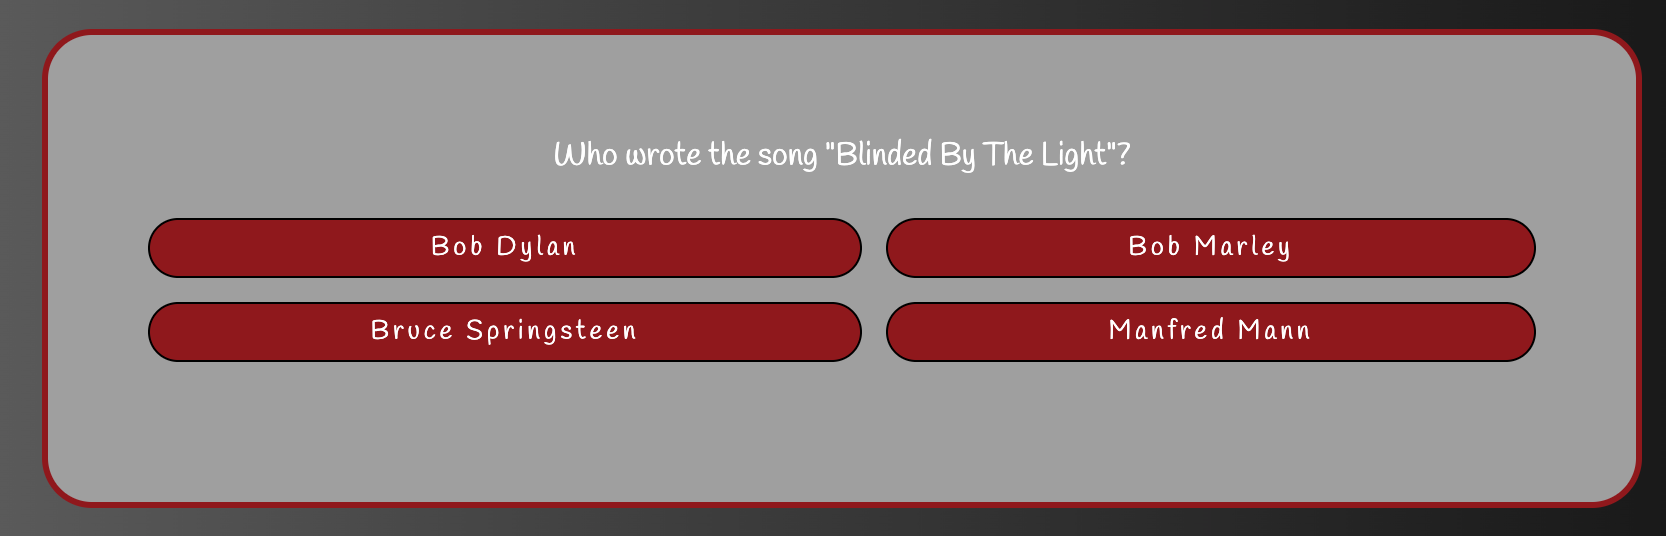 Who wrote the song "Blinded By The Light"?
Bob Dylan
Bob Marley
Bruce Springsteen
Manfred Mann